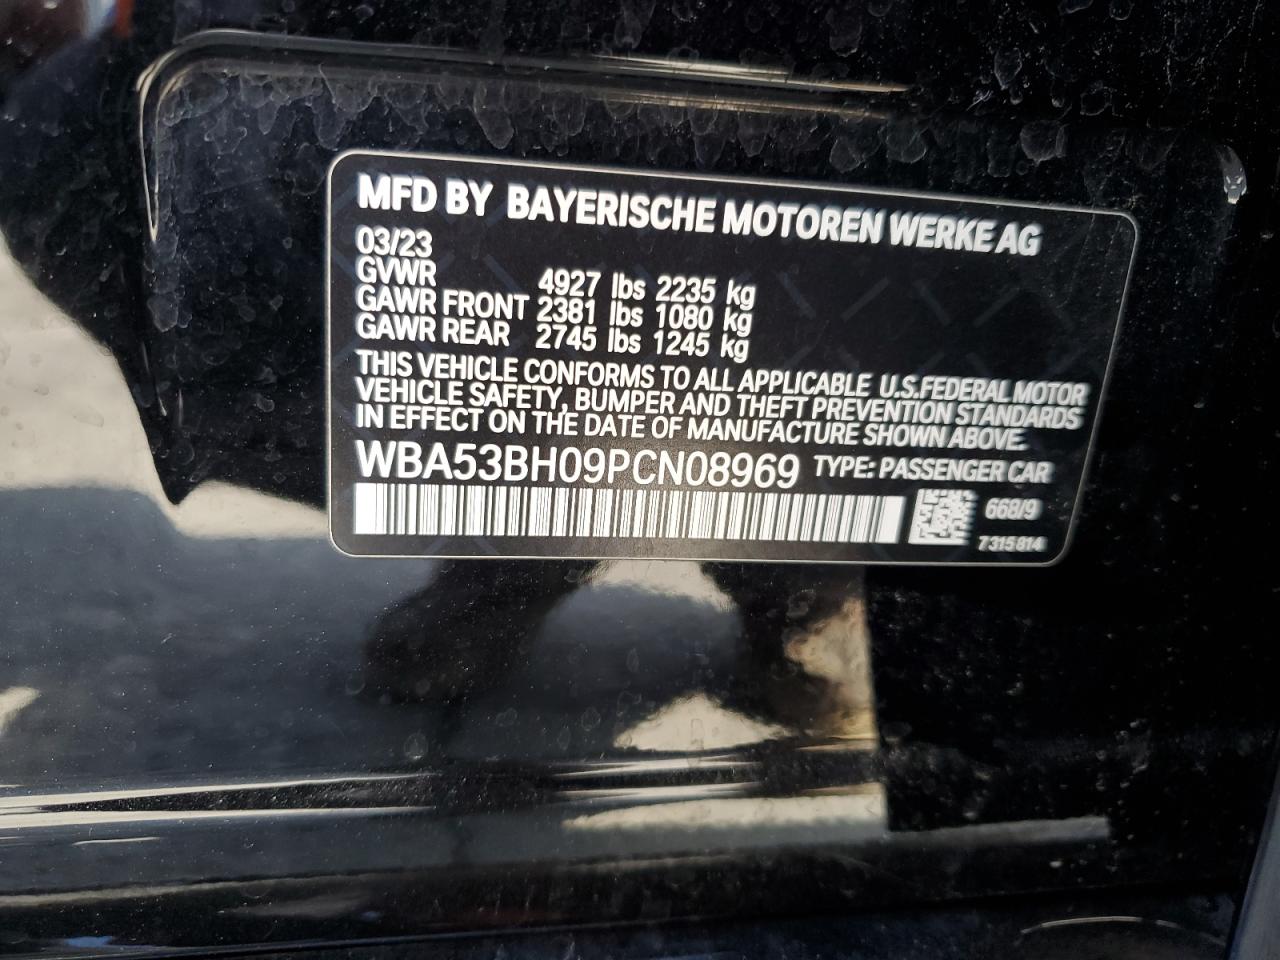 MFD BY BAYERISCHE MOTOREN WERKE AG
03/23
GVWR 4927 lbs 2235 kg
GAWR FRONT 2381 lbs 1080 kg
GAWR REAR 2745 lbs 1245 kg
THIS VEHICLE CONFORMS TO ALL APPLICABLE U.S.FEDERAL MOTOR
VEHICLE SAFETY, BUMPER AND THEFT PREVENTION STANDARDS
IN EFFECT ON THE DATE OF MANUFACTURE SHOWN ABOVE.
WBA53BH09PCN08969 TYPE: PASSENGER CAR
668/9
7 315 814